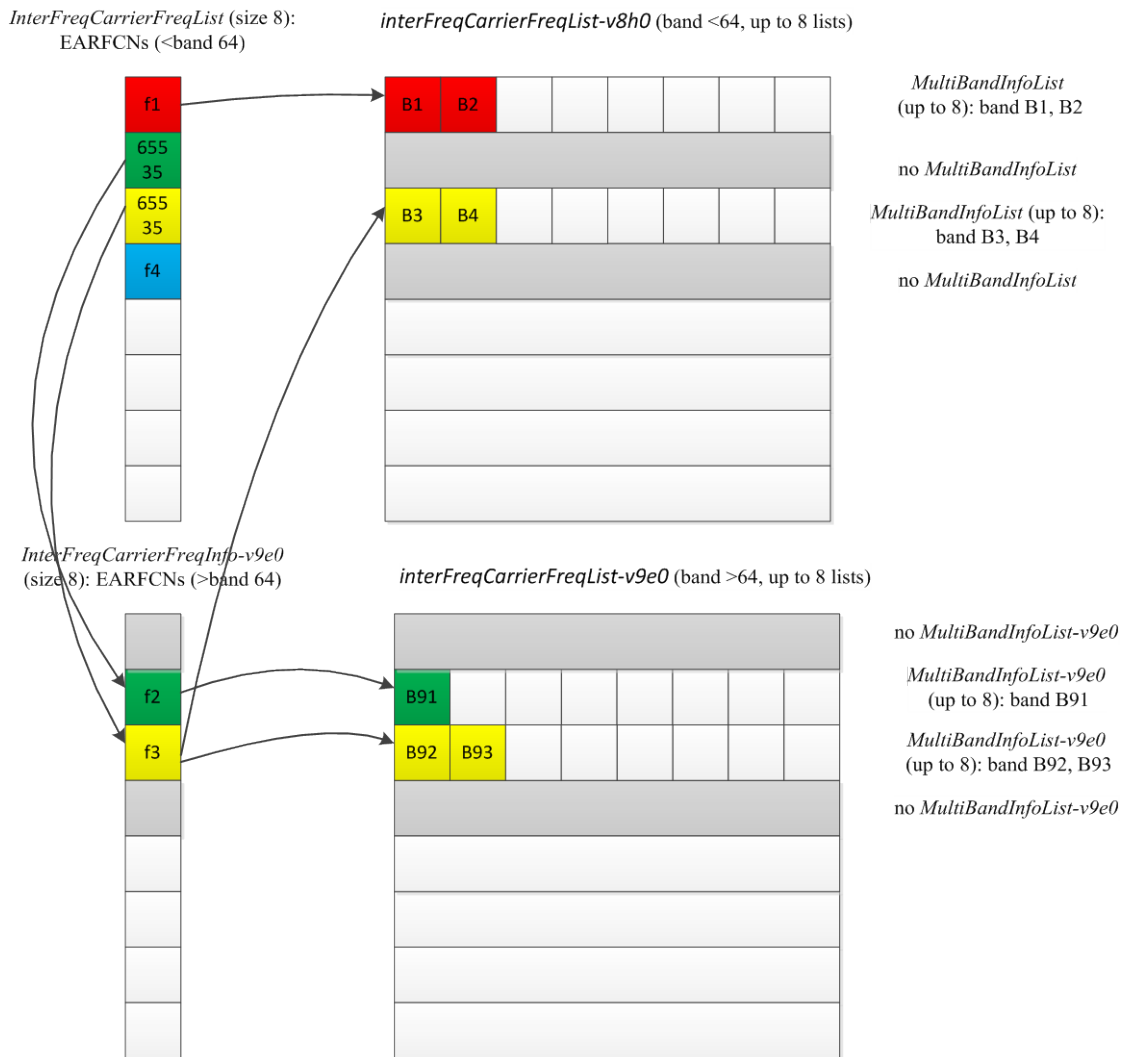 InterFreqCarrierFreqList (size 8):
EARFCNs (<band 64)
interFreqCarrierFreqList-v8h0 (band <64, up to 8 lists)
f1
B1
B2
MultiBandInfoList
(up to 8): band B1, B2
655
35
no MultiBandInfoList
655
35
B3
B4
MultiBandInfoList (up to 8):
band B3, B4
f4
no MultiBandInfoList
InterFreqCarrierFreqInfo-v9e0
(size 8): EARFCNs (>band 64)
interFreqCarrierFreqList-v9e0 (band >64, up to 8 lists)
no MultiBandInfoList-v9e0
f2
B91
MultiBandInfoList-v9e0
(up to 8): band B91
f3
B92
B93
MultiBandInfoList-v9e0
(up to 8): band B92, B93
no MultiBandInfoList-v9e0